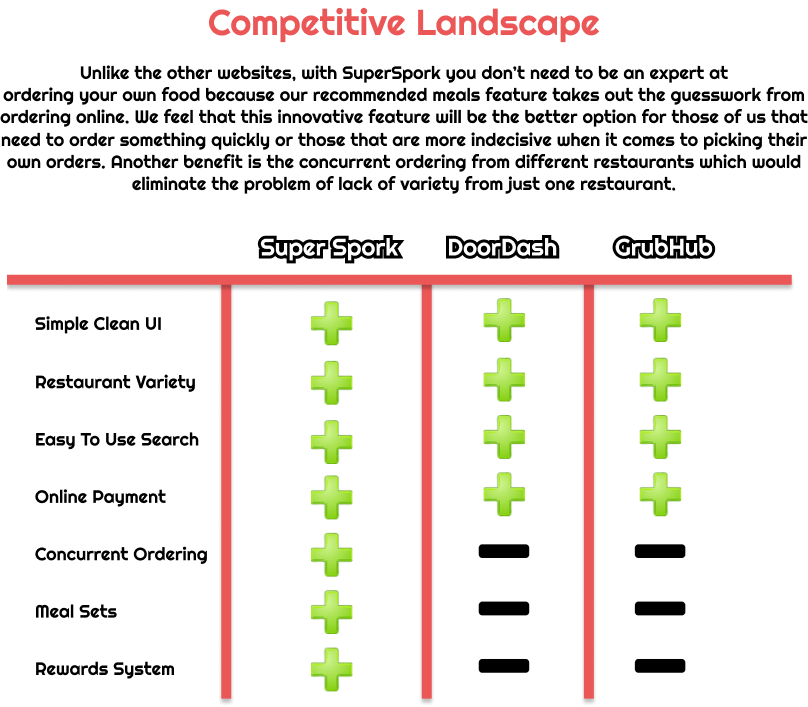 Competitive Landscape
Unlike the other websites, with SuperSpork you don't need to be an expert at
ordering your own food because our recommended meals feature takes out the guesswork from
ordering online. We feel that this innovative feature will be the better option for those of us that
need to order something quickly or those that are more indecisive when it comes to picking their
own orders. Another benefit is the concurrent ordering from different restaurants which would
eliminate the problem of lack of variety from just one restaurant.
Super Spork DoorDash GrubHub
Simple Clean UI
Restaurant Variety
Easy To Use Search
Online Payment
Concurrent Ordering
Meal Sets
Rewards System